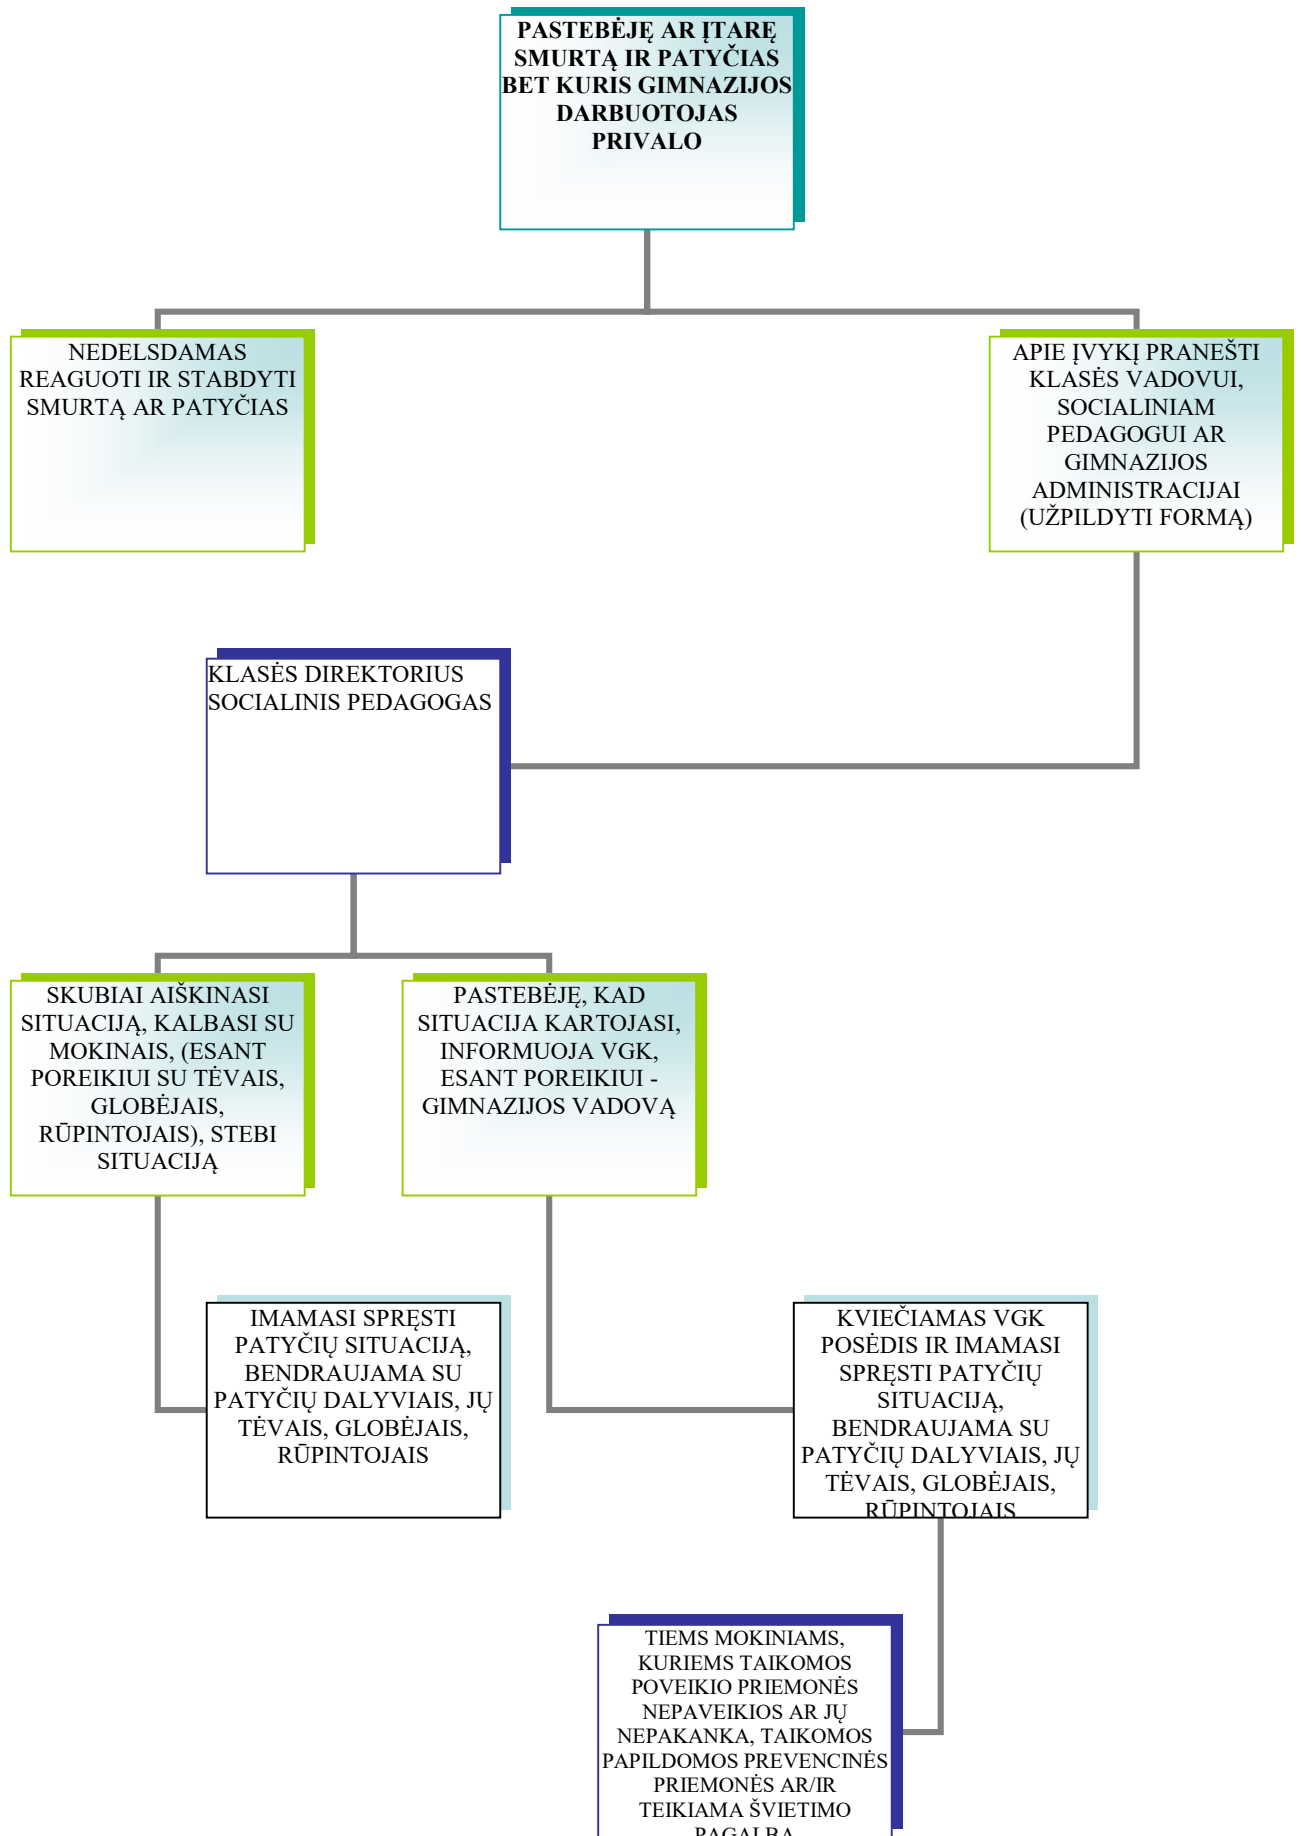 PASTEBĖJĘ AR ĮTARĘ
SMURTĄ IR PATYČIAS
BET KURIS GIMNAZIJOS
DARBUOTOJAS
PRIVALO
NEDELSDAMAS
REAGUOTI IR STABDYTI
SMURTĄ AR PATYČIAS
APIE ĮVYKĮ PRANEŠTI
KLASĖS VADOVUI,
SOCIALINIAM
PEDAGOGUI AR
GIMNAZIJOS
ADMINISTRACIJAI
(UŽPILDYTI FORMĄ)
KLASĖS DIREKTORIUS
SOCIALINIS PEDAGOGAS
SKUBIAI AIŠKINASI
SITUACIJĄ, KALBASI SU
MOKINAIS, (ESANT
POREIKIUI SU TĖVAIS,
GLOBĖJAIS,
RŪPINTOJAIS), STEBI
SITUACIJĄ
PASTEBĖJĘ, KAD
SITUACIJA KARTOJASI,
INFORMUOJA VGK,
ESANT POREIKIUI -
GIMNAZIJOS VADOVĄ
IMAMASI SPRĘSTI
PATYČIŲ SITUACIJĄ,
BENDRAUJAMA SU
PATYČIŲ DALYVIAIS, JŲ
TĖVAIS, GLOBĖJAIS,
RŪPINTOJAIS
KVIEČIAMAS VGK
POSĖDIS IR IMAMASI
SPRĘSTI PATYČIŲ
SITUACIJĄ,
BENDRAUJAMA SU
PATYČIŲ DALYVIAIS, JŲ
TĖVAIS, GLOBĖJAIS,
RŪPINTOJAIS
TIEMS MOKINIAMS,
KURIEMS TAIKOMOS
POVEIKIO PRIEMONĖS
NEPAVEIKIOS AR JŲ
NEPAKANKA, TAIKOMOS
PAPILDOMOS PREVENCINĖS
PRIEMONĖS AR/IR
TEIKIAMA ŠVIETIMO
PAGALBA